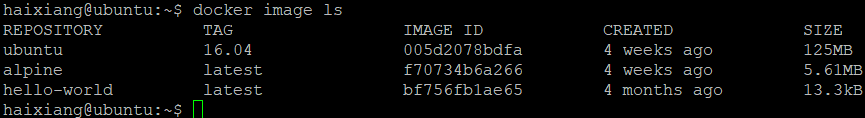 haixiang@ubuntu:~$ docker image ls
REPOSITORY TAG IMAGE ID CREATED SIZE
ubuntu 16.04 005d2078bdfa 4 weeks ago 125MB
alpine latest f70734b6a266 4 weeks ago 5.61MB
hello-world latest bf756fb1ae65 4 months ago 13.3kB
haixiang@ubuntu:~$